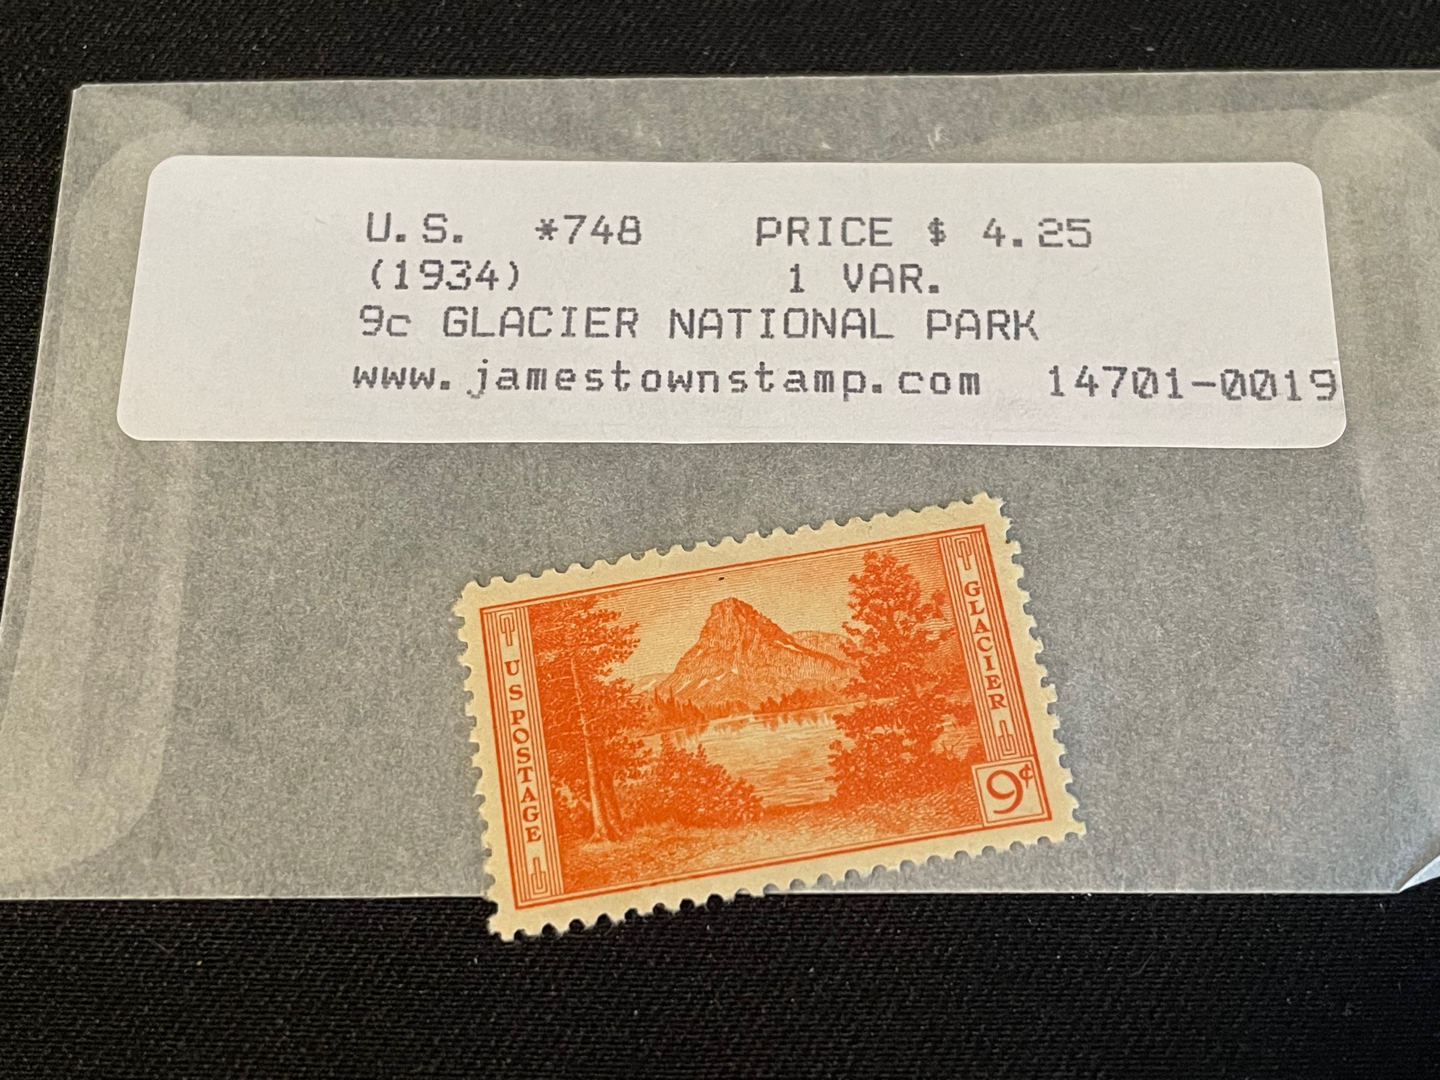 U.S. *748 PRICE $ 4.25
(1934) 1 VAR.
9c GLACIER NATIONAL PARK
www.jamestownstamp.com 14701-0019
U S POSTAGE
GLACIER
9¢